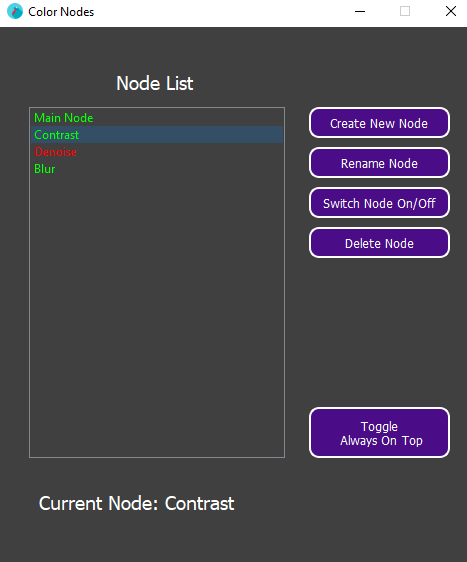 Color Nodes
Node List
Main Node
Contrast
Denoise
Blur
Create New Node
Rename Node
Switch Node On/Off
Delete Node
Toggle
Always On Top
Current Node: Contrast